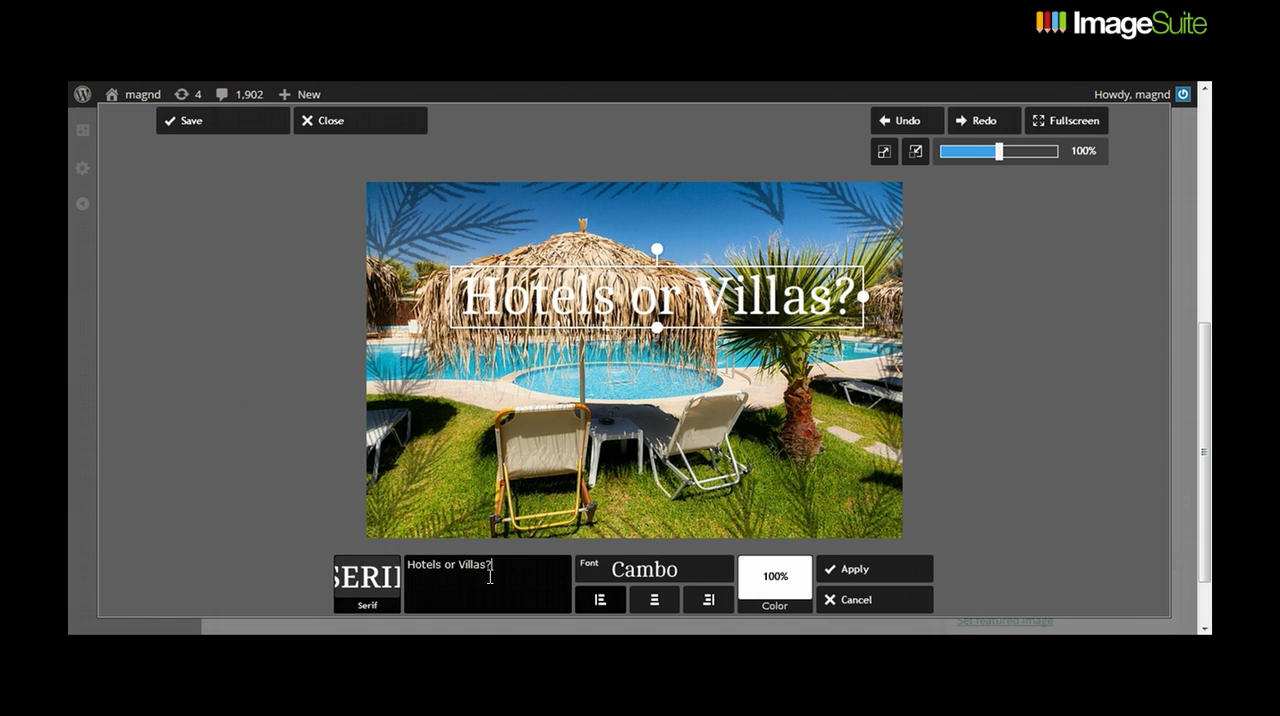 ImageSuite
magnd
4
1,902
New
Howdy, magnd
Save
Close
Undo
Redo
Fullscreen
100%
Hotels or Villas?
SERI
Serif
Hotels or Villas?
Font
Cambo
100%
Color
Apply
Cancel
Set featured image